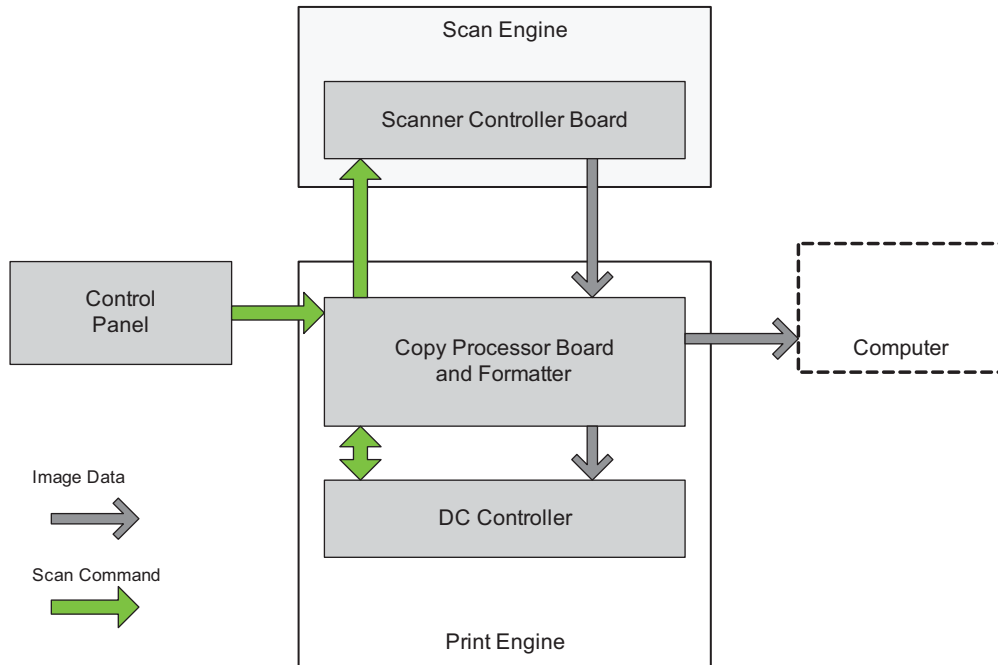 Scan Engine
Scanner Controller Board
Control
Panel
Copy Processor Board
and Formatter
Computer
Image Data
DC Controller
Scan Command
Print Engine